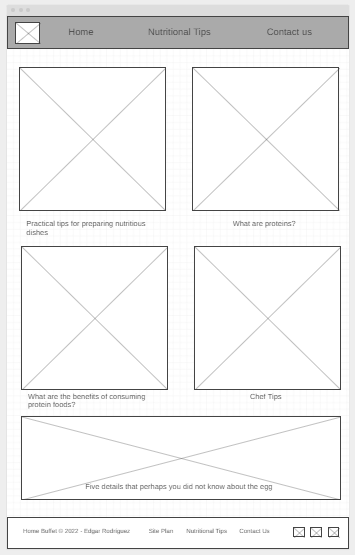 Home Nutritional Tips Contact us
Practical tips for preparing nutritious
dishes
What are proteins?
What are the benefits of consuming
protein foods?
Chef Tips
Five details that perhaps you did not know about the egg
Home Buffet © 2022 - Edgar Rodriguez Site Plan Nutritional Tips Contact Us